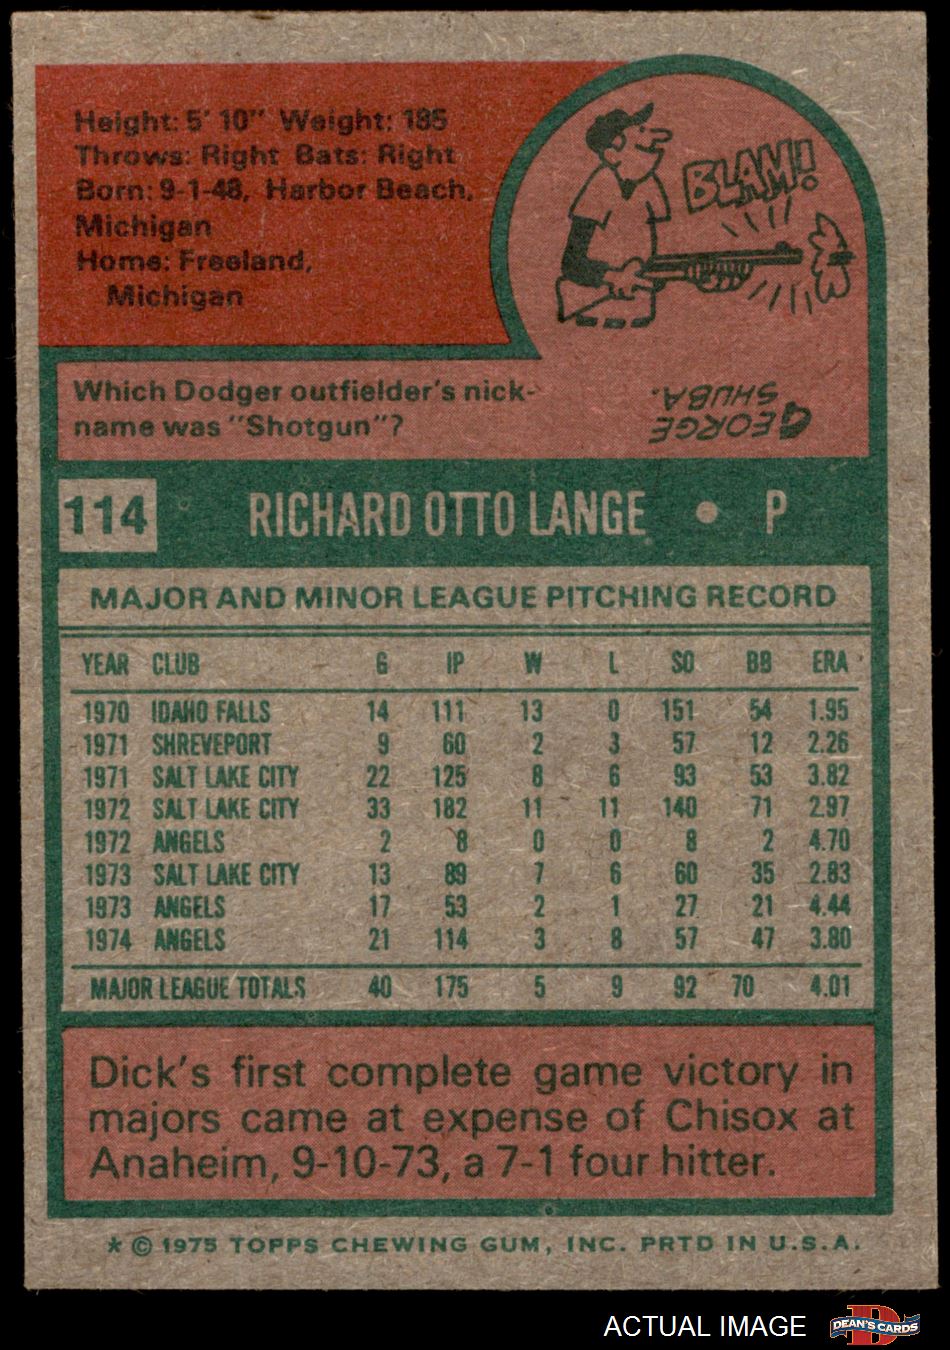 Height: 5' 10" Weight: 185
Throws: Right Bats: Right
Born: 9-1-48, Harbor Beach,
Michigan
Home: Freeland,
Michigan
BLAM!
Which Dodger outfielder's nick-
name was "Shotgun"?
GEORGE
SHUBA.
114 RICHARD OTTO LANGE • P
MAJOR AND MINOR LEAGUE PITCHING RECORD
YEAR CLUB G IP W L SO BB ERA
1970 IDAHO FALLS 14 111 13 0 151 54 1.95
1971 SHREVEPORT 9 60 2 3 57 12 2.26
1971 SALT LAKE CITY 22 125 8 6 93 53 3.82
1972 SALT LAKE CITY 33 182 11 11 140 71 2.97
1972 ANGELS 2 8 0 0 8 2 4.70
1973 SALT LAKE CITY 13 89 7 6 60 35 2.83
1973 ANGELS 17 53 2 1 27 21 4.44
1974 ANGELS 21 114 3 8 57 47 3.80
MAJOR LEAGUE TOTALS 40 175 5 9 92 70 4.01
Dick's first complete game victory in
majors came at expense of Chisox at
Anaheim, 9-10-73, a 7-1 four hitter.
* © 1975 TOPPS CHEWING GUM, INC. PRTD IN U.S.A.
ACTUAL IMAGE
DEAN'S CARDS